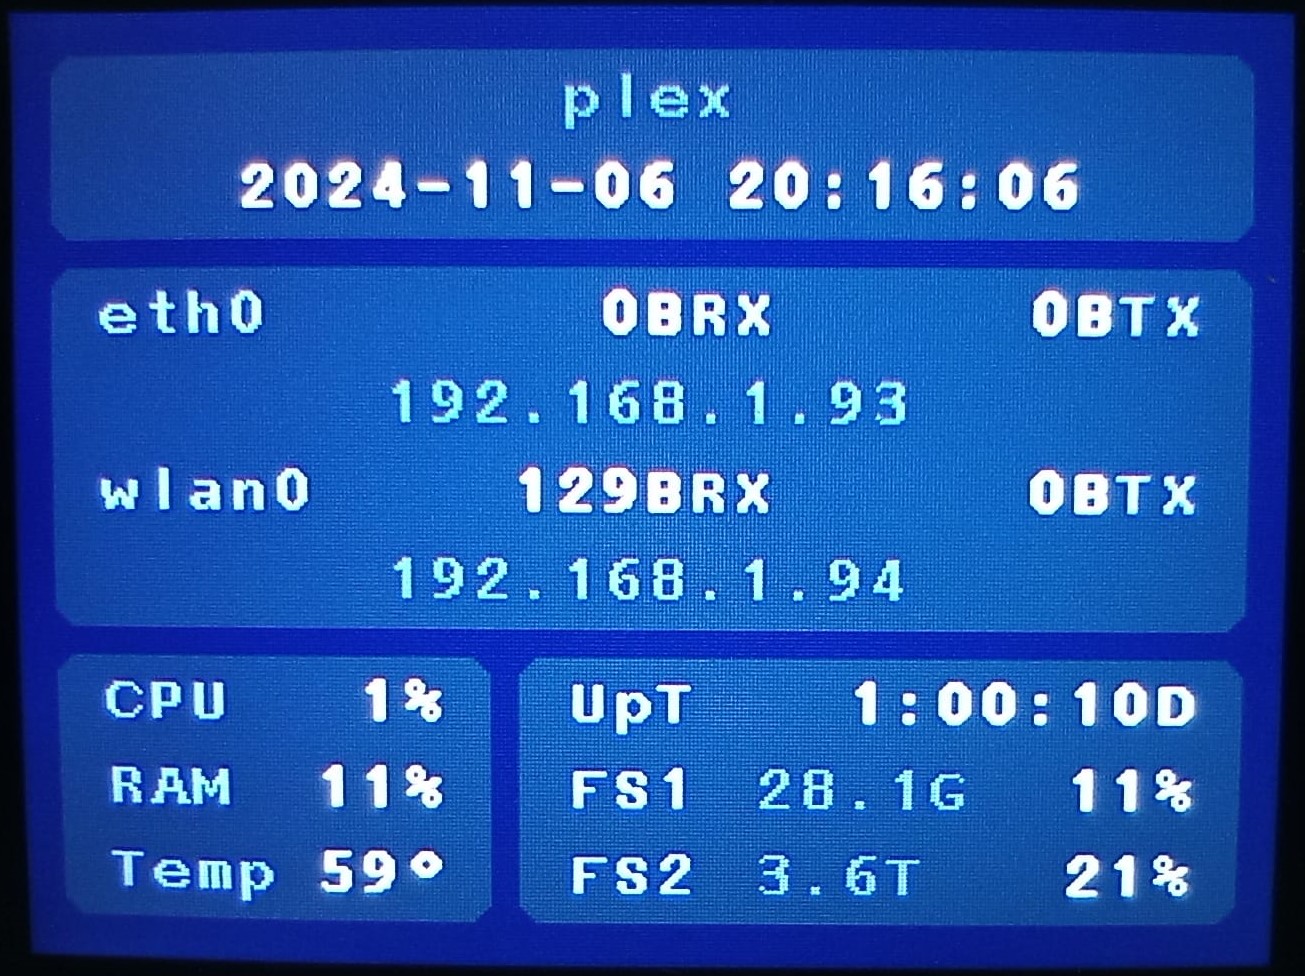 plex
2024-11-06 20:16:06
eth0 0BRX 0BTX
192.168.1.93
wlan0 129BRX 0BTX
192.168.1.94
CPU 1%
RAM 11%
Temp 59°
UpT 1:00:10D
FS1 28.1G 11%
FS2 3.6T 21%